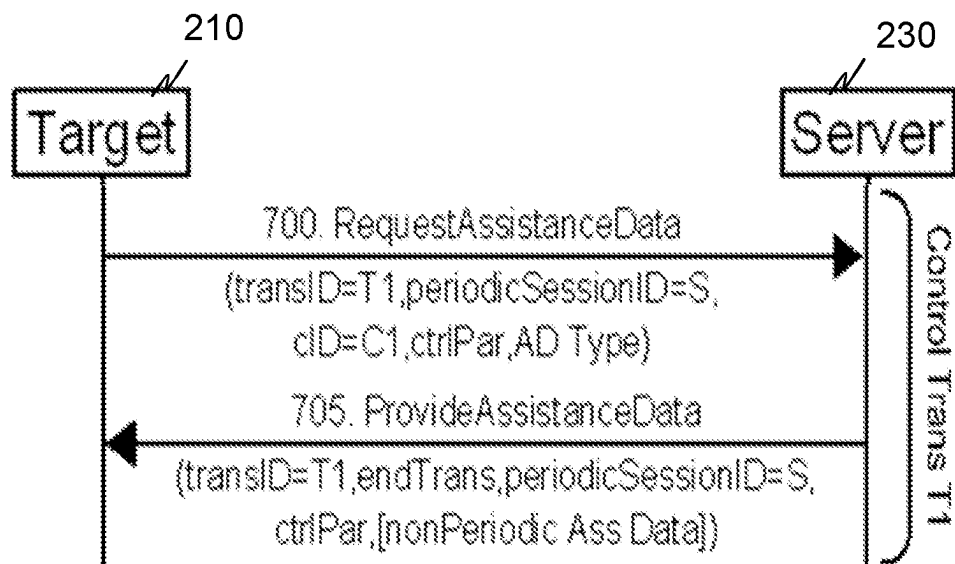 210
230
Target
Server
700. RequestAssistanceData
(transID=T1,periodicSessionID=S,
cID=C1,ctrlPar,AD Type)
705. ProvideAssistanceData
(transID=T1,endTrans,periodicSessionID=S,
ctrlPar,[nonPeriodic Ass Data])
Control Trans T1